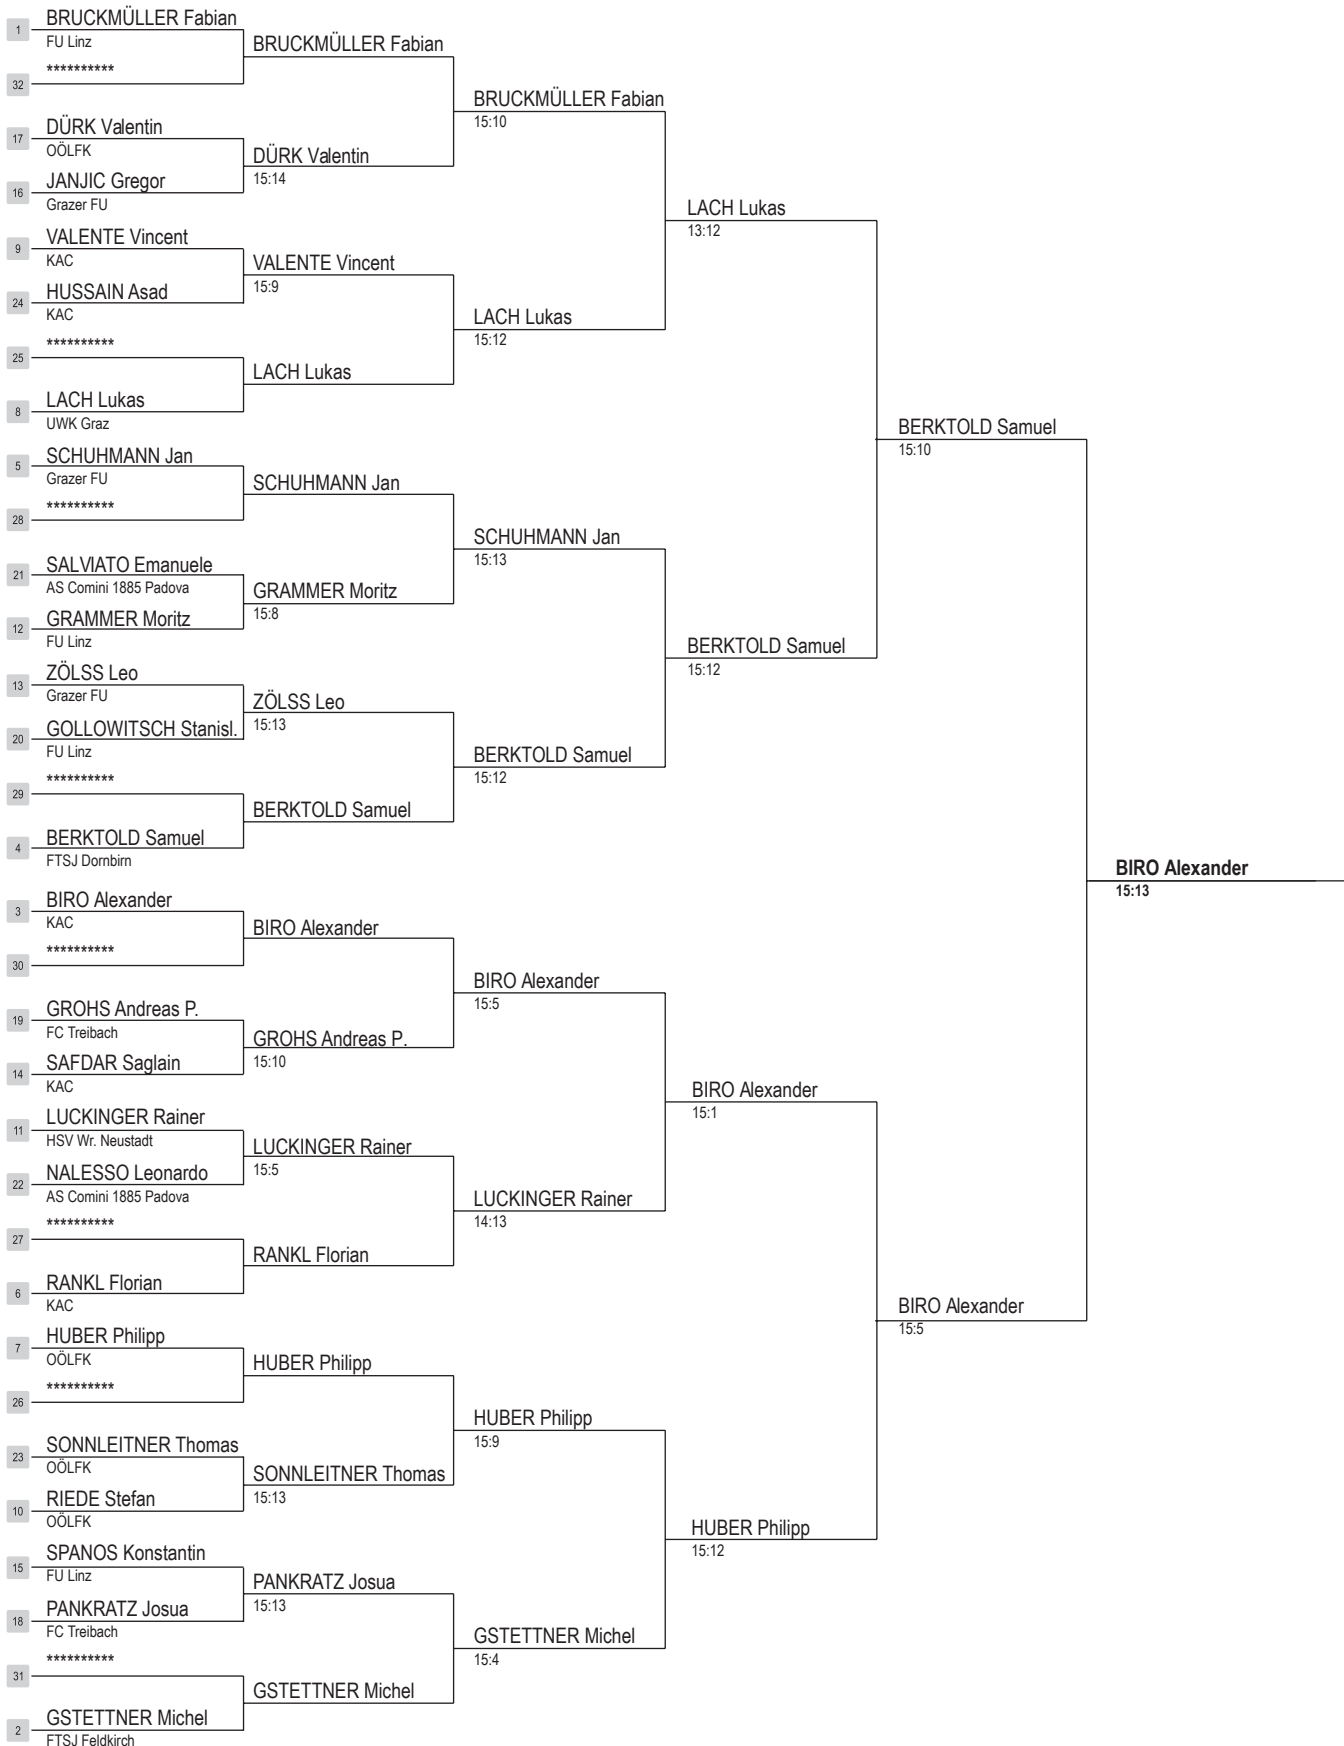 1
BRUCKMÜLLER Fabian
FU Linz
**********
32
17
DÜRK Valentin
OÖLFK
16
JANJIC Gregor
Grazer FU
9
VALENTE Vincent
KAC
24
HUSSAIN Asad
KAC
**********
25
8
LACH Lukas
UWK Graz
5
SCHUHMANN Jan
Grazer FU
**********
28
21
SALVIATO Emanuele
AS Comini 1885 Padova
12
GRAMMER Moritz
FU Linz
13
ZÖLSS Leo
Grazer FU
20
GOLLOWITSCH Stanisl.
FU Linz
**********
29
4
BERKTOLD Samuel
FTSJ Dornbirn
3
BIRO Alexander
KAC
**********
30
19
GROHS Andreas P.
FC Treibach
14
SAFDAR Saglain
KAC
11
LUCKINGER Rainer
HSV Wr. Neustadt
22
NALESSO Leonardo
AS Comini 1885 Padova
**********
27
6
RANKL Florian
KAC
7
HUBER Philipp
OÖLFK
**********
26
23
SONNLEITNER Thomas
OÖLFK
10
RIEDE Stefan
OÖLFK
15
SPANOS Konstantin
FU Linz
18
PANKRATZ Josua
FC Treibach
**********
31
2
GSTETTNER Michel
FTSJ Feldkirch
BRUCKMÜLLER Fabian
DÜRK Valentin
15:14
VALENTE Vincent
15:9
LACH Lukas
SCHUHMANN Jan
GRAMMER Moritz
15:8
ZÖLSS Leo
15:13
BERKTOLD Samuel
BIRO Alexander
GROHS Andreas P.
15:10
LUCKINGER Rainer
15:5
RANKL Florian
HUBER Philipp
SONNLEITNER Thomas
15:13
PANKRATZ Josua
15:13
GSTETTNER Michel
BRUCKMÜLLER Fabian
15:10
LACH Lukas
15:12
SCHUHMANN Jan
15:13
BERKTOLD Samuel
15:12
BIRO Alexander
15:5
LUCKINGER Rainer
14:13
HUBER Philipp
15:9
GSTETTNER Michel
15:4
LACH Lukas
13:12
BERKTOLD Samuel
15:12
BIRO Alexander
15:1
HUBER Philipp
15:12
BERKTOLD Samuel
15:10
BIRO Alexander
15:5
BIRO Alexander
15:13